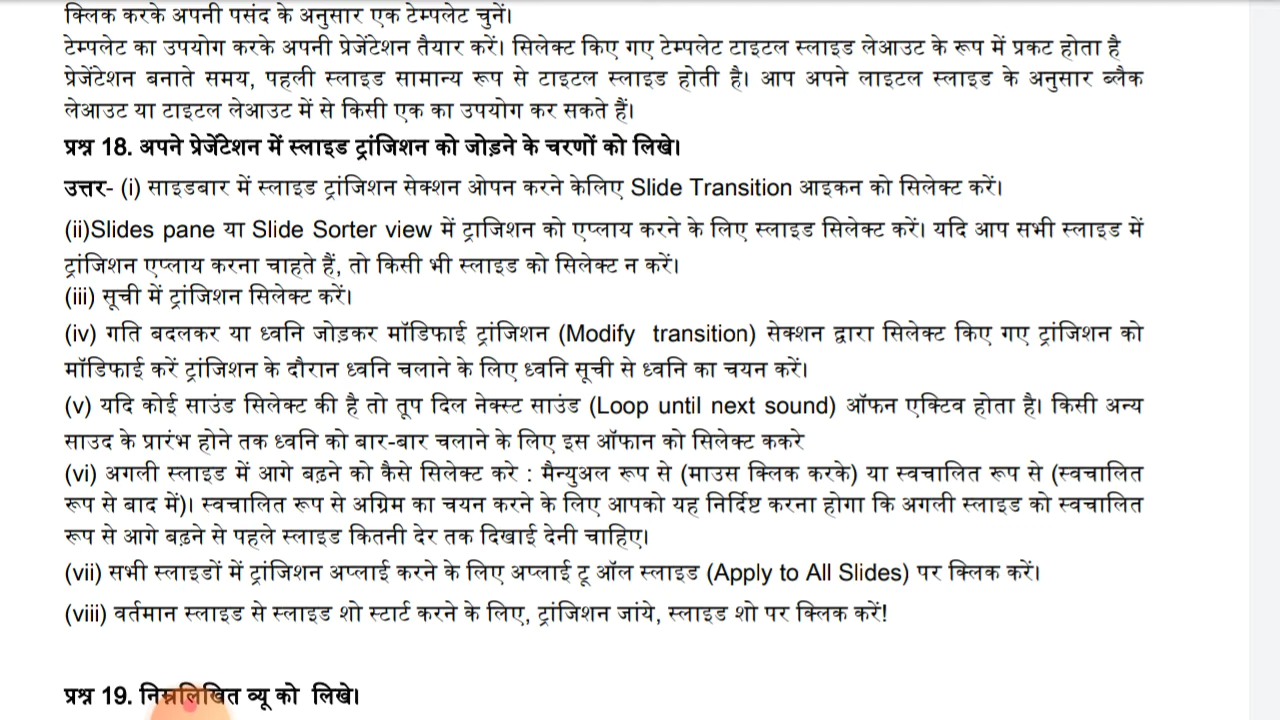 क्लिक करके अपनी पसंद के अनुसार एक टेम्पलेट चुनें।
टेम्पलेट का उपयोग करके अपनी प्रेजेंटेशन तैयार करें। सिलेक्ट किए गए टेम्पलेट टाइटल स्लाइड लेआउट के रूप में प्रकट होता है
प्रेजेंटेशन बनाते समय, पहली स्लाइड सामान्य रूप से टाइटल स्लाइड होती है। आप अपने लाइटल स्लाइड के अनुसार ब्लैक
लेआउट या टाइटल लेआउट में से किसी एक का उपयोग कर सकते हैं।
प्रश्न 18. अपने प्रेजेंटेशन में स्लाइड ट्रांजिशन को जोड़ने के चरणों को लिखे।
उत्तर- (i) साइडबार में स्लाइड ट्रांजिशन सेक्शन ओपन करने केलिए Slide Transition आइकन को सिलेक्ट करें।
(ii)Slides pane या Slide Sorter view में ट्राजिशन को एप्लाय करने के लिए स्लाइड सिलेक्ट करें। यदि आप सभी स्लाइड में
ट्रांजिशन एप्लाय करना चाहते हैं, तो किसी भी स्लाइड को सिलेक्ट न करें।
(iii) सूची में ट्रांजिशन सिलेक्ट करें।
(iv) गति बदलकर या ध्वनि जोड़कर मॉडिफाई ट्रांजिशन (Modify transition) सेक्शन द्वारा सिलेक्ट किए गए ट्रांजिशन को
मॉडिफाई करें ट्रांजिशन के दौरान ध्वनि चलाने के लिए ध्वनि सूची से ध्वनि का चयन करें।
(v) यदि कोई साउंड सिलेक्ट की है तो तूप दिल नेक्स्ट साउंड (Loop until next sound) ऑफन एक्टिव होता है। किसी अन्य
साउद के प्रारंभ होने तक ध्वनि को बार-बार चलाने के लिए इस ऑफान को सिलेक्ट ककरे
(vi) अगली स्लाइड में आगे बढ़ने को कैसे सिलेक्ट करे : मैन्युअल रूप से (माउस क्लिक करके) या स्वचालित रूप से (स्वचालित
रूप से बाद में)। स्वचालित रूप से अग्रिम का चयन करने के लिए आपको यह निर्दिष्ट करना होगा कि अगली स्लाइड को स्वचालित
रूप से आगे बढ़ने से पहले स्लाइड कितनी देर तक दिखाई देनी चाहिए।
(vii) सभी स्लाइडों में ट्रांजिशन अप्लाई करने के लिए अप्लाई टू ऑल स्लाइड (Apply to All Slides) पर क्लिक करें।
(viii) वर्तमान स्लाइड से स्लाइड शो स्टार्ट करने के लिए, ट्रांजिशन जांये, स्लाइड शो पर क्लिक करें!
प्रश्न 19. निम्नलिखित व्यू को लिखे।